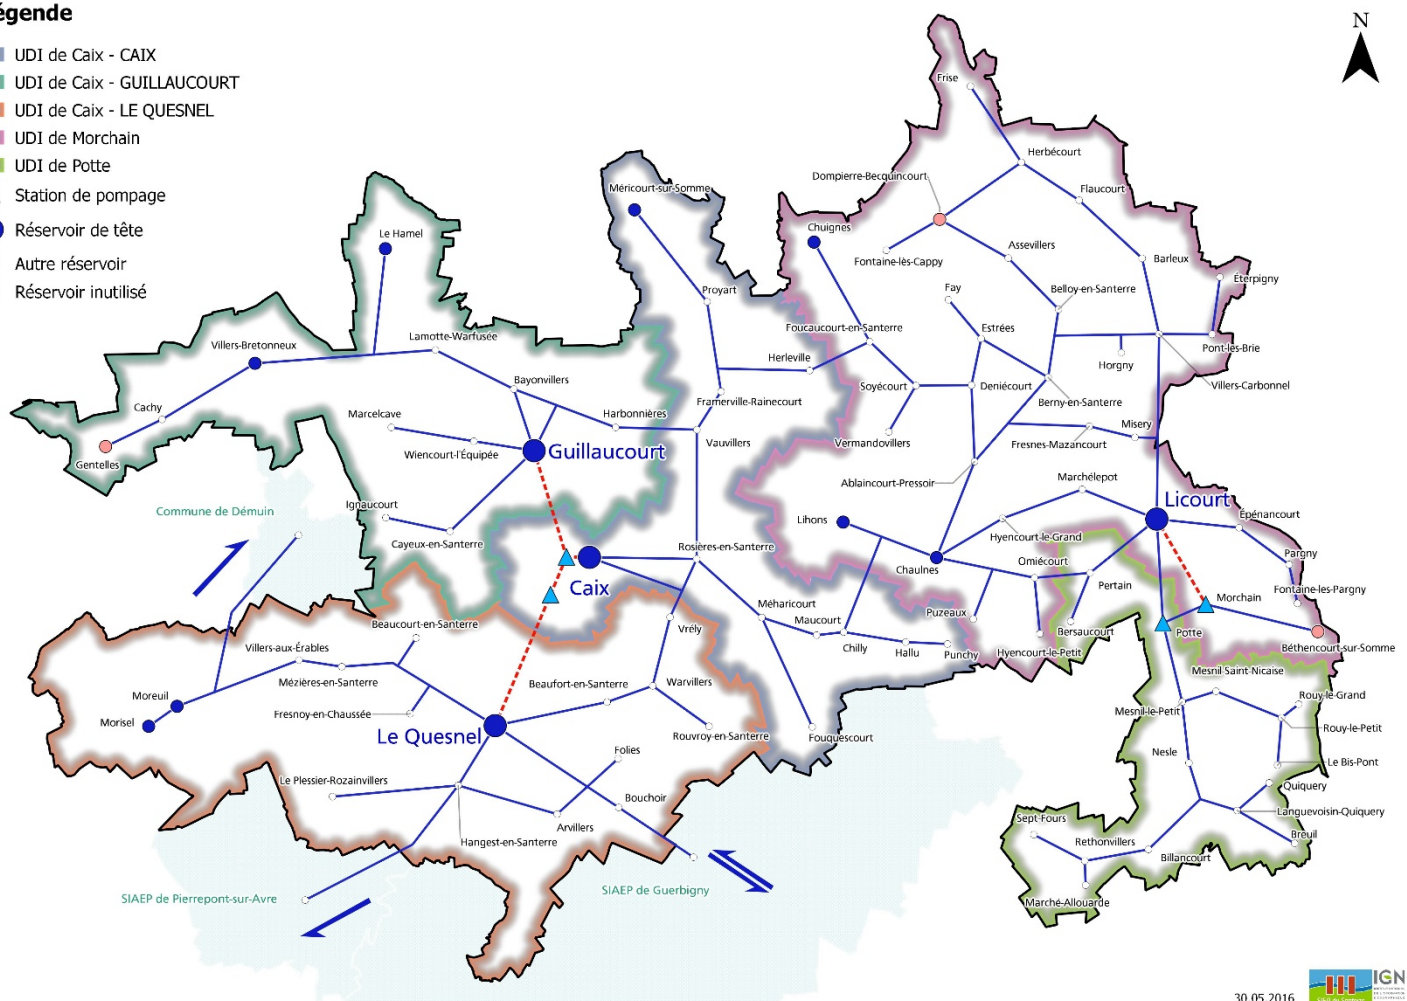 égende
UDI de Caix - CAIX
UDI de Caix - GUILLAUCOURT
UDI de Caix - LE QUESNEL
UDI de Morchain
UDI de Potte
Station de pompage
Réservoir de tête
Autre réservoir
Réservoir inutilisé
N
Frise
Herbécourt
Dompierre-Becquincourt
Flaucourt
Méricourt-sur-Somme
Chuignes
Le Hamel
Assevillers
Fontaine-lès-Cappy
Barleux
Éterpigny
Proyart
Fay
Belloy-en-Santerre
Foucaucourt-en-Santerre
Estrées
Lamotte-Warfusée
Villers-Bretonneux
Pont-lès-Brie
Herleville
Horgny
Bayonvillers
Soyécourt
Deniécourt
Villers-Carbonnel
Cachy
Marcelcave
Harbonnières
Framerville-Rainecourt
Berny-en-Santerre
Vauvillers
Vermandovillers
Fresnes-Mazancourt
Misery
Wiencourt-l'Équipée
Guillaucourt
Gentelles
Ablaincourt-Pressoir
Marchélepot
Licourt
Ignaucourt
Commune de Démuin
Lihons
Épénancourt
Cayeux-en-Santerre
Hyencourt-le-Grand
Rosières-en-Santerre
Pargny
Chaulnes
Omiécourt
Caix
Pertain
Fontaine-les-Pargny
Morchain
Méharicourt
Puzeaux
Maucourt
Beaucourt-en-Santerre
Vrély
Bersaucourt
Potte
Villers-aux-Érables
Chilly
Hallu
Punchy
Hyencourt-le-Petit
Béthencourt-sur-Somme
Mesnil-Saint-Nicaise
Mézières-en-Santerre
Beaufort-en-Santerre
Warvillers
Moreuil
Rouy-le-Grand
Mesnil-le-Petit
Fresnoy-en-Chaussée
Morisel
Rouy-le-Petit
Le Quesnel
Rouvroy-en-Santerre
Fouquescourt
Folies
Nesle
Le Bis-Pont
Le Plessier-Rozainvillers
Quiquery
Bouchoir
Languevoisin-Quiquery
Sept-Fours
Arvillers
Breuil
Hangest-en-Santerre
Rethonvillers
Billancourt
SIAEP de Guerbigny
SIAEP de Pierrepont-sur-Avre
Marché-Allouarde
30.05.2016
IGN